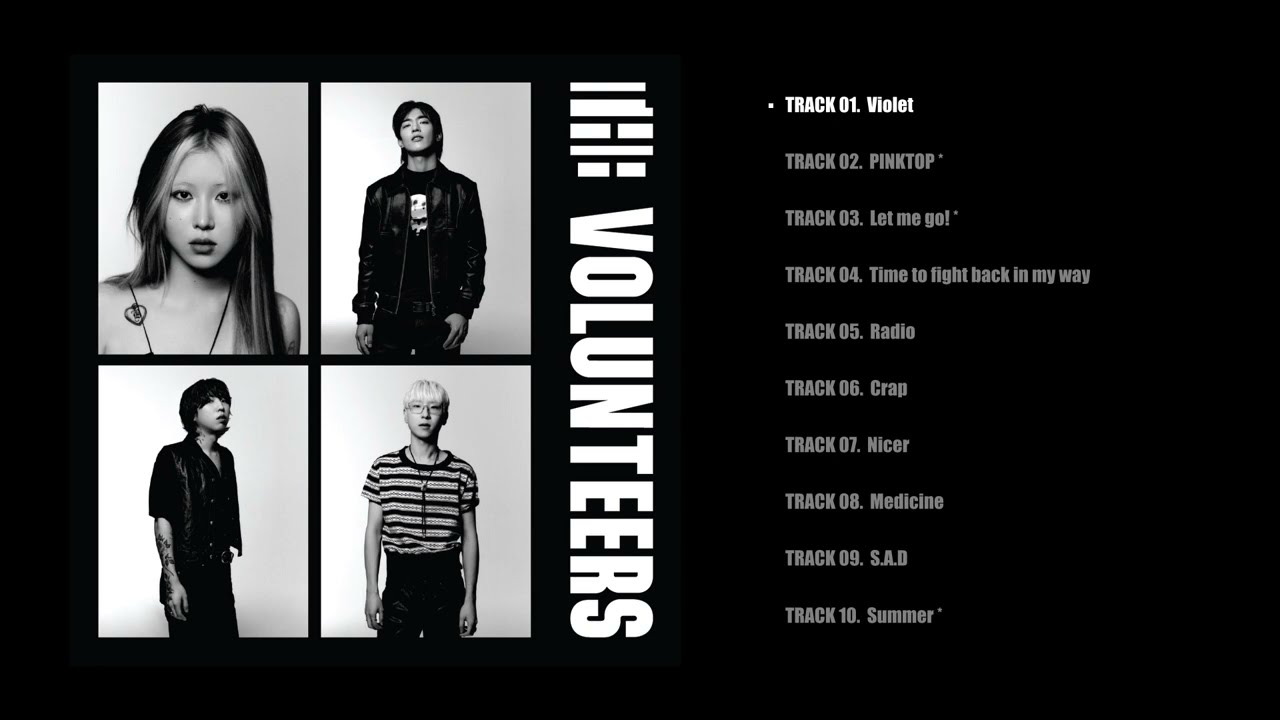 THE VOLUNTEERS
TRACK 01. Violet
TRACK 02. PINKTOP *
TRACK 03. Let me go! *
TRACK 04. Time to fight back in my way
TRACK 05. Radio
TRACK 06. Crap
TRACK 07. Nicer
TRACK 08. Medicine
TRACK 09. S.A.D
TRACK 10. Summer *